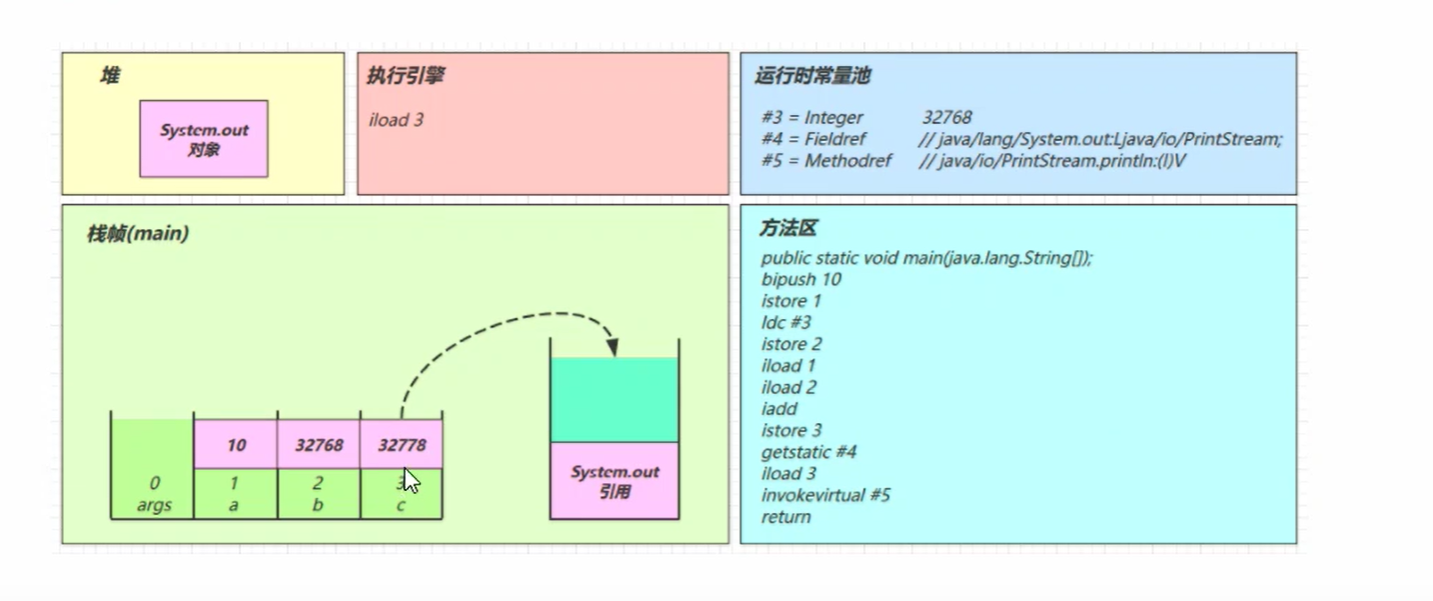 堆
System.out
对象
执行引擎
iload 3
运行时常量池
#3 = Integer 32768
#4 = Fieldref // java/lang/System.out:Ljava/io/PrintStream;
#5 = Methodref // java/io/PrintStream.println:(I)V
栈帧(main)
10 32768 32778
0 1 2 3
args a b c
System.out
引用
方法区
public static void main(java.lang.String[]);
bipush 10
istore 1
ldc #3
istore 2
iload 1
iload 2
iadd
istore 3
getstatic #4
iload 3
invokevirtual #5
return